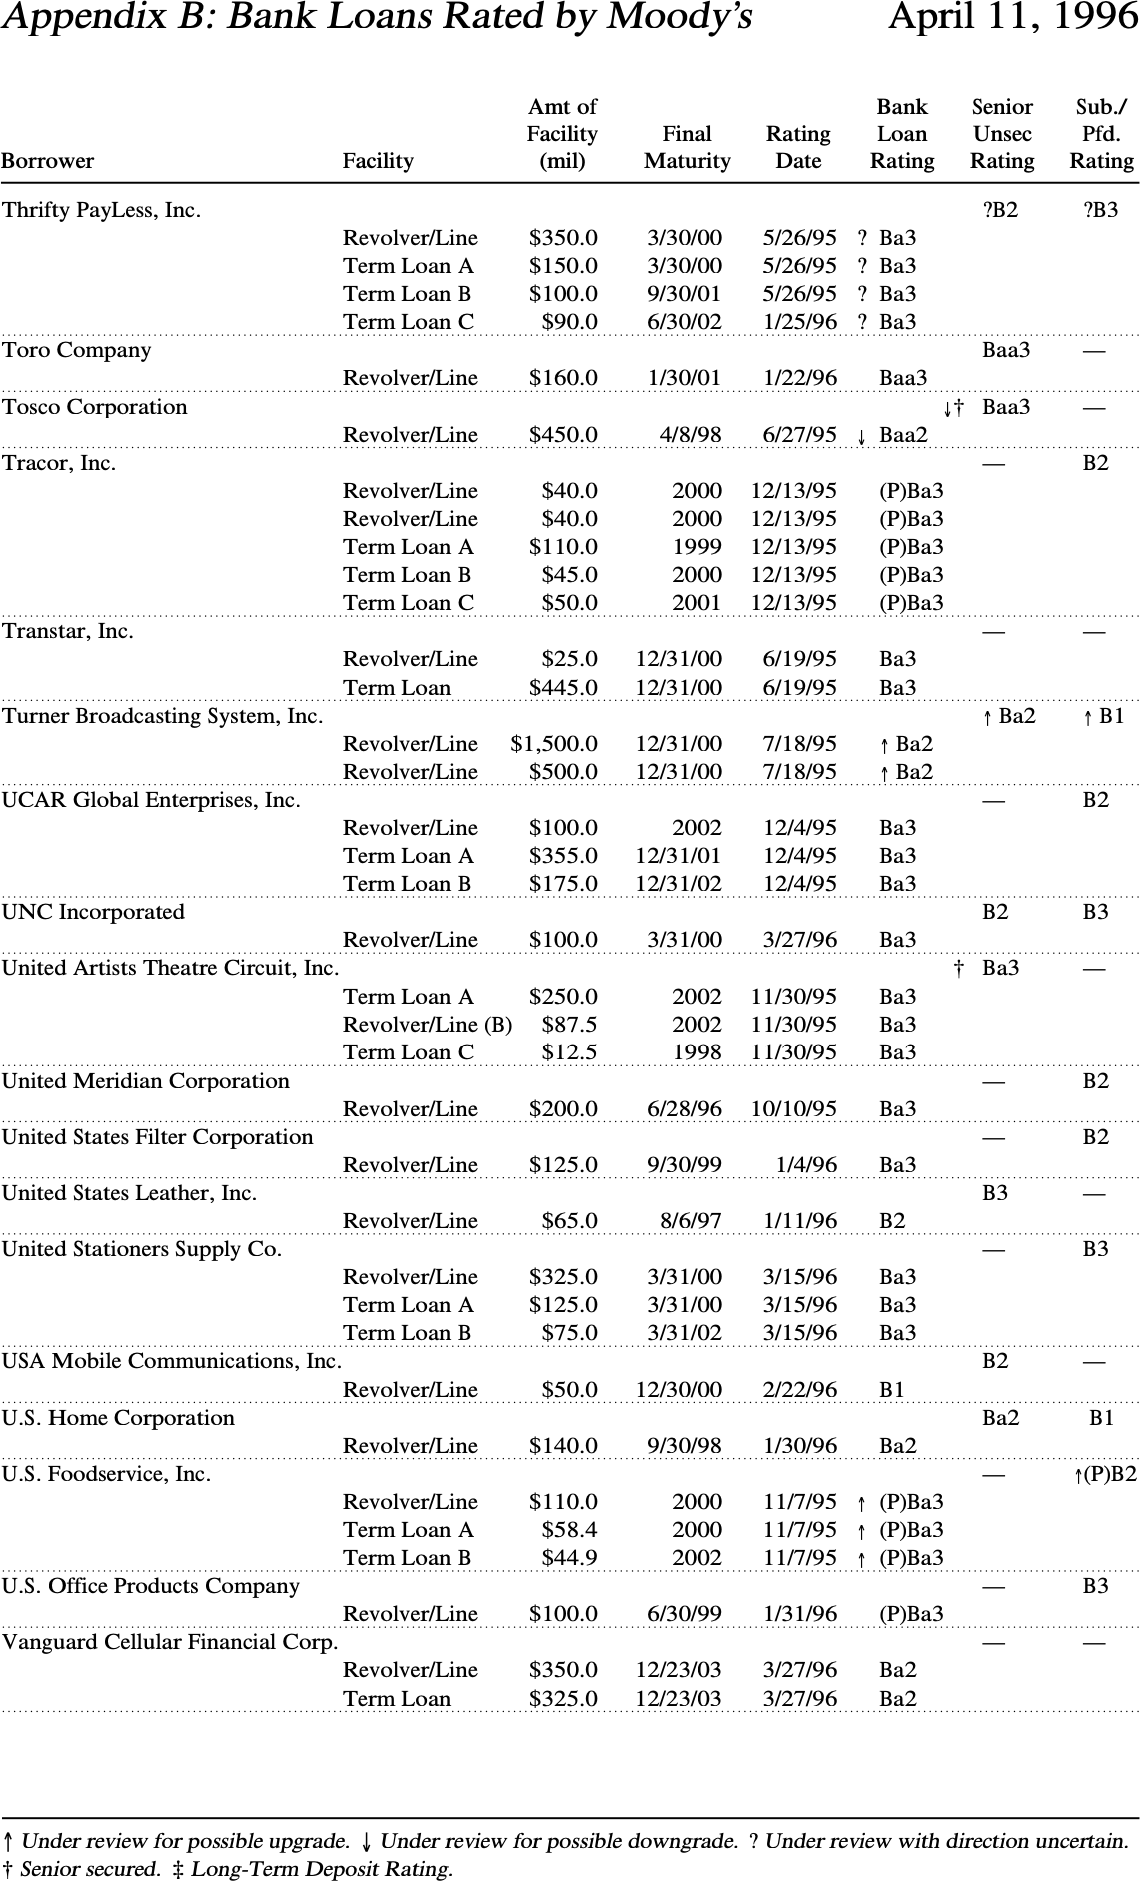 Appendix B: Bank Loans Rated by Moody's April 11, 1996
Amt of Bank Senior Sub./
Facility Final Rating Loan Unsec Pfd.
Borrower Facility (mil) Maturity Date Rating Rating Rating
Thrifty PayLess, Inc. ?B2 ?B3
Revolver/Line $350.0 3/30/00 5/26/95 ? Ba3
Term Loan A $150.0 3/30/00 5/26/95 ? Ba3
Term Loan B $100.0 9/30/01 5/26/95 ? Ba3
Term Loan C $90.0 6/30/02 1/25/96 ? Ba3
Toro Company Baa3 —
Revolver/Line $160.0 1/30/01 1/22/96 Baa3
Tosco Corporation ↓† Baa3 —
Revolver/Line $450.0 4/8/98 6/27/95 ↓ Baa2
Tracor, Inc. — B2
Revolver/Line $40.0 2000 12/13/95 (P)Ba3
Revolver/Line $40.0 2000 12/13/95 (P)Ba3
Term Loan A $110.0 1999 12/13/95 (P)Ba3
Term Loan B $45.0 2000 12/13/95 (P)Ba3
Term Loan C $50.0 2001 12/13/95 (P)Ba3
Transtar, Inc. — —
Revolver/Line $25.0 12/31/00 6/19/95 Ba3
Term Loan $445.0 12/31/00 6/19/95 Ba3
Turner Broadcasting System, Inc. ↑ Ba2 ↑ B1
Revolver/Line $1,500.0 12/31/00 7/18/95 ↑ Ba2
Revolver/Line $500.0 12/31/00 7/18/95 ↑ Ba2
UCAR Global Enterprises, Inc. — B2
Revolver/Line $100.0 2002 12/4/95 Ba3
Term Loan A $355.0 12/31/01 12/4/95 Ba3
Term Loan B $175.0 12/31/02 12/4/95 Ba3
UNC Incorporated B2 B3
Revolver/Line $100.0 3/31/00 3/27/96 Ba3
United Artists Theatre Circuit, Inc. † Ba3 —
Term Loan A $250.0 2002 11/30/95 Ba3
Revolver/Line (B) $87.5 2002 11/30/95 Ba3
Term Loan C $12.5 1998 11/30/95 Ba3
United Meridian Corporation — B2
Revolver/Line $200.0 6/28/96 10/10/95 Ba3
United States Filter Corporation — B2
Revolver/Line $125.0 9/30/99 1/4/96 Ba3
United States Leather, Inc. B3 —
Revolver/Line $65.0 8/6/97 1/11/96 B2
United Stationers Supply Co. — B3
Revolver/Line $325.0 3/31/00 3/15/96 Ba3
Term Loan A $125.0 3/31/00 3/15/96 Ba3
Term Loan B $75.0 3/31/02 3/15/96 Ba3
USA Mobile Communications, Inc. B2 —
Revolver/Line $50.0 12/30/00 2/22/96 B1
U.S. Home Corporation Ba2 B1
Revolver/Line $140.0 9/30/98 1/30/96 Ba2
U.S. Foodservice, Inc. — ↑(P)B2
Revolver/Line $110.0 2000 11/7/95 ↑ (P)Ba3
Term Loan A $58.4 2000 11/7/95 ↑ (P)Ba3
Term Loan B $44.9 2002 11/7/95 ↑ (P)Ba3
U.S. Office Products Company — B3
Revolver/Line $100.0 6/30/99 1/31/96 (P)Ba3
Vanguard Cellular Financial Corp. — —
Revolver/Line $350.0 12/23/03 3/27/96 Ba2
Term Loan $325.0 12/23/03 3/27/96 Ba2
↑ Under review for possible upgrade. ↓ Under review for possible downgrade. ? Under review with direction uncertain.
† Senior secured. ‡ Long-Term Deposit Rating.